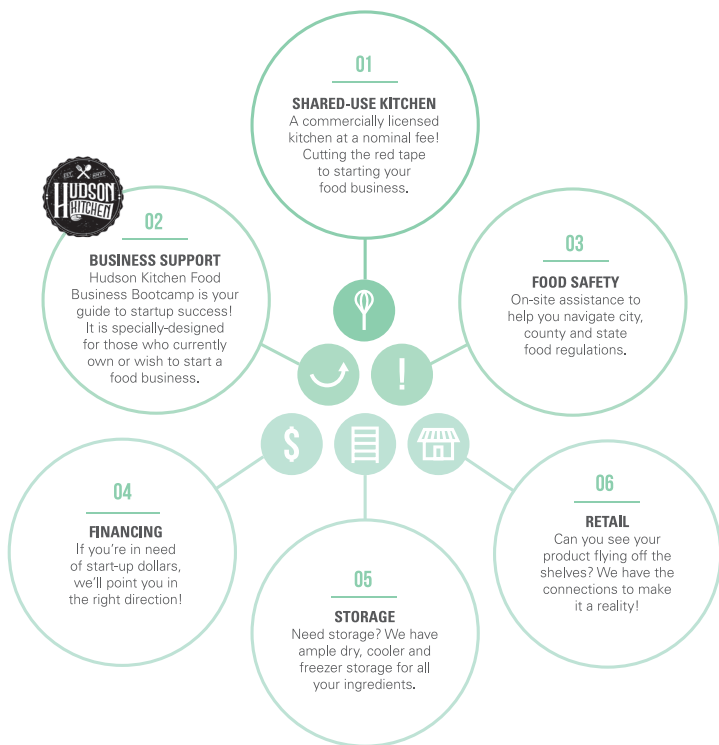 01
SHARED-USE KITCHEN
A commercially licensed
kitchen at a nominal fee!
Cutting the red tape
to starting your
food business.
HUDSON
KITCHEN
02
BUSINESS SUPPORT
Hudson Kitchen Food
Business Bootcamp is your
guide to startup success!
It is specially-designed
for those who currently
own or wish to start a
food business.
03
FOOD SAFETY
On-site assistance to
help you navigate city,
county and state
food regulations.
!
$
04
FINANCING
If you’re in need
of start-up dollars,
we’ll point you in
the right direction!
05
STORAGE
Need storage? We have
ample dry, cooler and
freezer storage for all
your ingredients.
06
RETAIL
Can you see your
product flying off the
shelves? We have the
connections to make
it a reality!